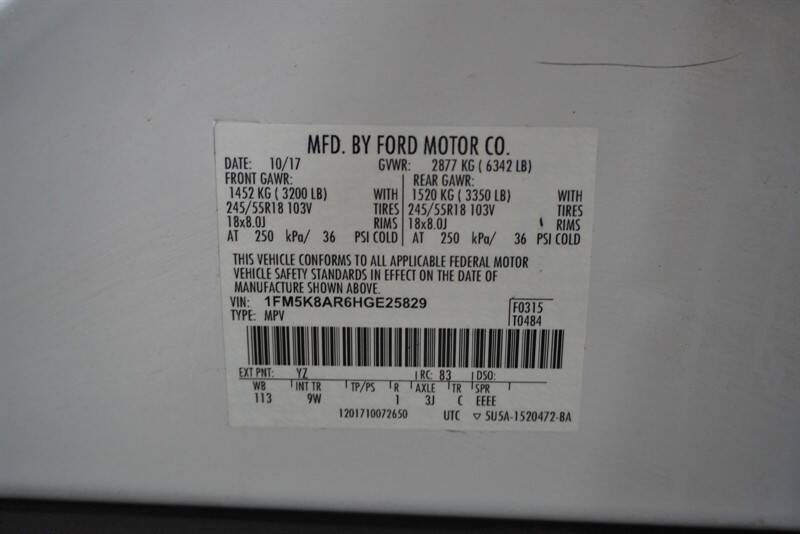 MFD. BY FORD MOTOR CO.
DATE: 10/17 GVWR: 2877 KG ( 6342 LB)
FRONT GAWR: REAR GAWR:
1452 KG ( 3200 LB) WITH 1520 KG ( 3350 LB) WITH
245/55R18 103V TIRES 245/55R18 103V TIRES
18x8.0J RIMS 18x8.0J RIMS
AT 250 kPa/ 36 PSI COLD AT 250 kPa/ 36 PSI COLD
THIS VEHICLE CONFORMS TO ALL APPLICABLE FEDERAL MOTOR
VEHICLE SAFETY STANDARDS IN EFFECT ON THE DATE OF
MANUFACTURE SHOWN ABOVE.
VIN: 1FM5K8AR6HGE25829 F0315
TYPE: MPV T0484
EXT PNT: YZ RC: B3 DSO:
WB INT TR TP/PS R AXLE TR SPR
113 9W 1 3J C EEEE
1201710072650 UTC ▽ 5U5A-1520472-BA